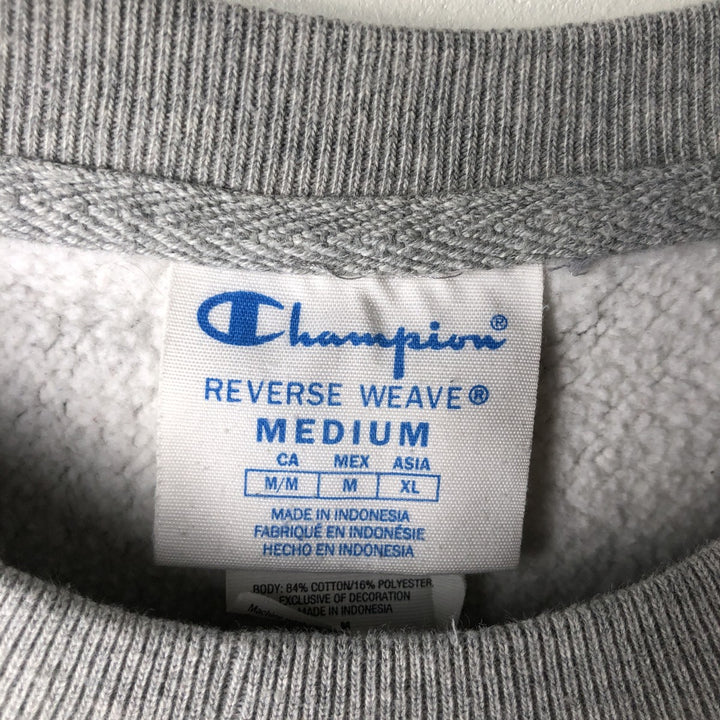 Champion®
REVERSE WEAVE®
MEDIUM
CA MEX ASIA
M/M M XL
MADE IN INDONESIA
FABRIQUÉ EN INDONÉSIE
HECHO EN INDONESIA
BODY: 84% COTTON/16% POLYESTER
EXCLUSIVE OF DECORATION
MADE IN INDONESIA
M
Machine